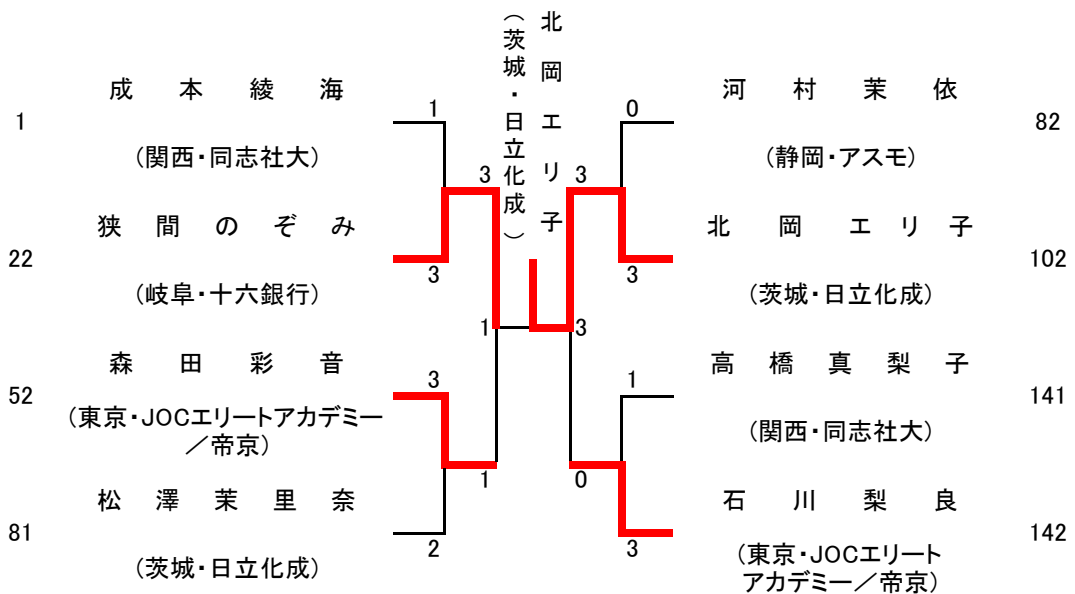 北岡エリ子
(茨城・日立化成)
成本綾海
1
1
(関西・同志社大)
3
狭間のぞみ
22
3
(岐阜・十六銀行)
1
森田彩音
3
52
(東京・JOCエリートアカデミー
／帝京)
1
松澤茉里奈
81
2
(茨城・日立化成)
河村茉依
0
82
(静岡・アスモ)
3
北岡エリ子
102
3
(茨城・日立化成)
3
高橋真梨子
1
141
(関西・同志社大)
0
石川梨良
142
3
(東京・JOCエリート
アカデミー／帝京)